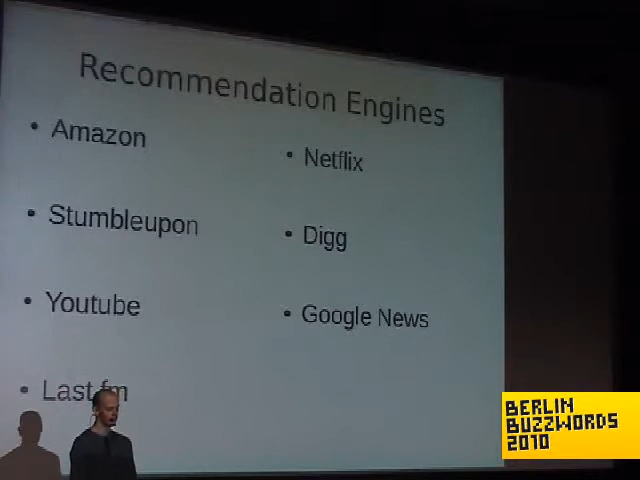 Recommendation Engines
• Amazon
• Stumbleupon
• Youtube
• Last.fm
• Netflix
• Digg
• Google News
BERLIN
BUZZWORDS
2010